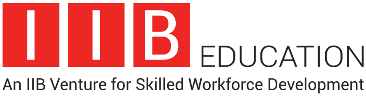 IIB EDUCATION
An IIB Venture for Skilled Workforce Development